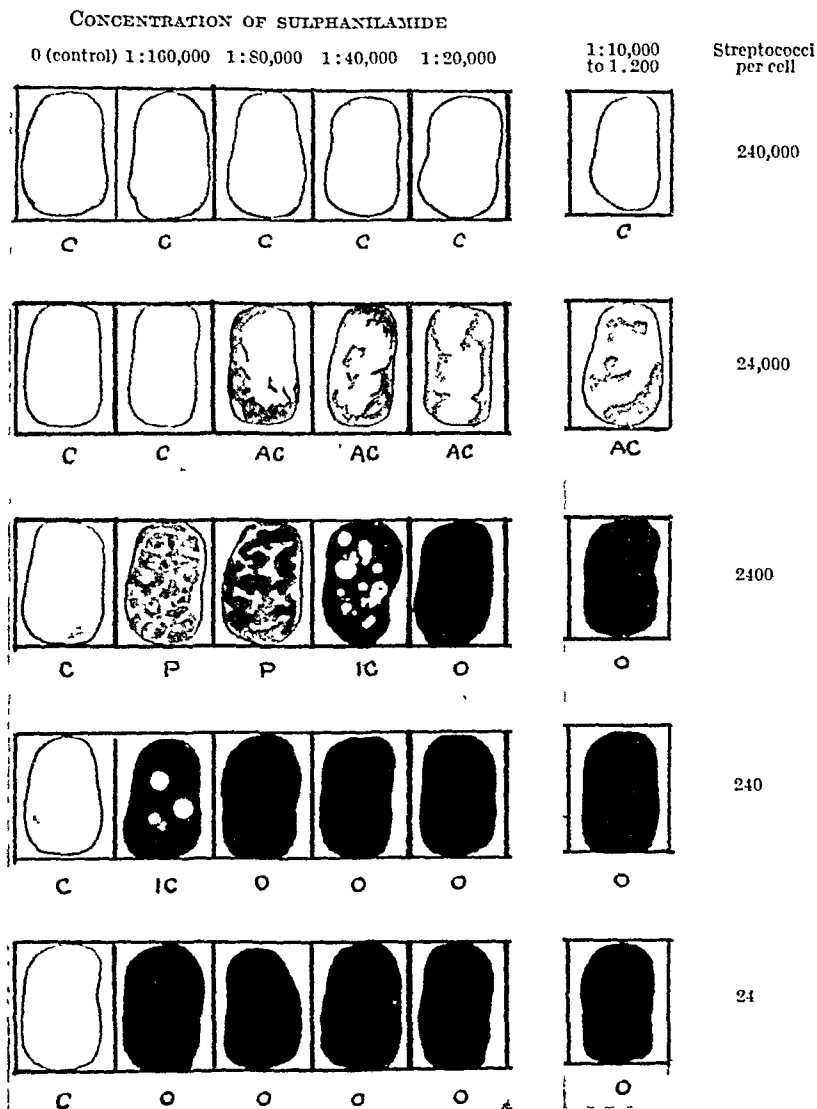 CONCENTRATION OF SULPHANILAMIDE
0 (control) 1:160,000 1:80,000 1:40,000 1:20,000 1:10,000 to 1.200 Streptococci per cell
240,000
C C C C C C
24,000
C C AC AC AC AC
2400
C P P IC O O
240
C IC O O O O
24
C O O O O O